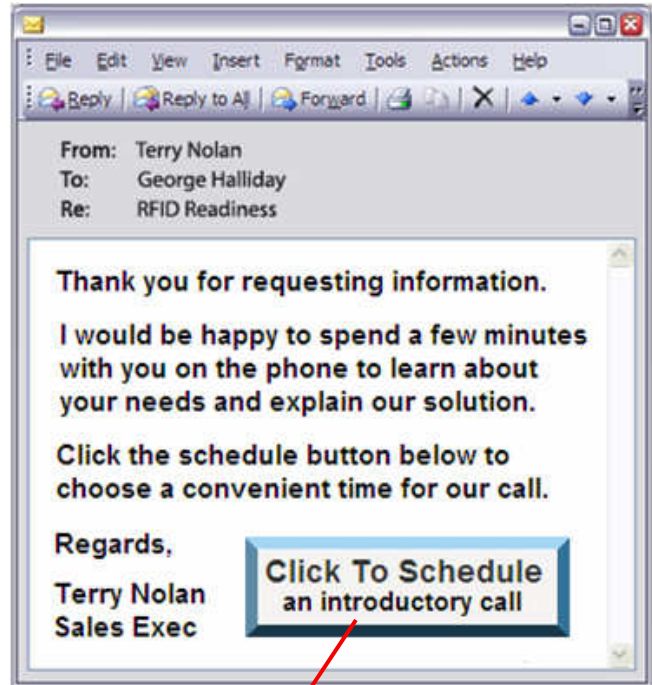 File Edit View Insert Format Tools Actions Help
Reply Reply to All Forward
From: Terry Nolan
To: George Halliday
Re: RFID Readiness
Thank you for requesting information.
I would be happy to spend a few minutes
with you on the phone to learn about
your needs and explain our solution.
Click the schedule button below to
choose a convenient time for our call.
Regards,
Terry Nolan
Sales Exec
Click To Schedule
an introductory call